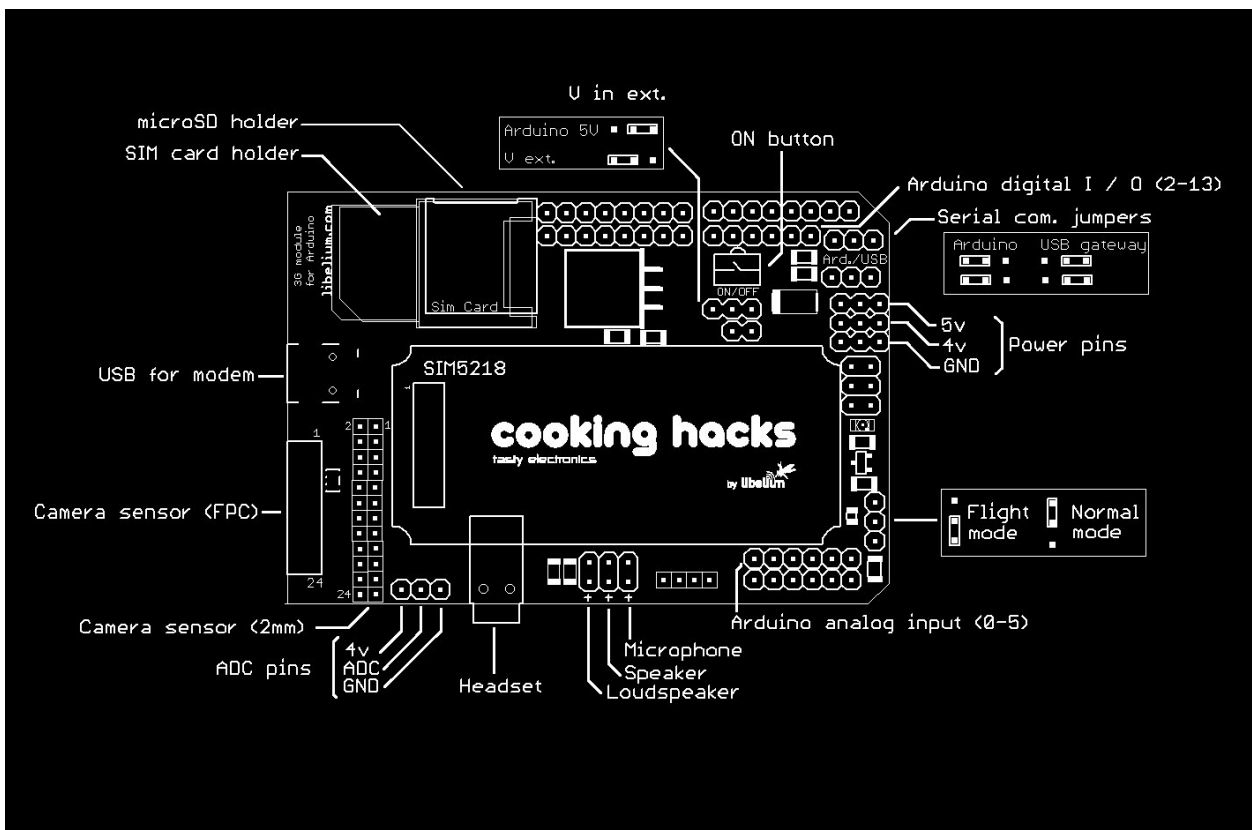 V in ext.
microSD holder
SIM card holder
Arduino 5V
V ext.
ON button
Arduino digital I / O (2-13)
Serial com. jumpers
Arduino USB gateway
3G module
for Arduino
libelium.com
Sim Card
Ard./USB
ON/OFF
5v
4v
GND
Power pins
USB for modem
SIM5218
1
2 1
1
cooking hacks
tasty electronics
by libelium
K
Camera sensor (FPC)
Flight
mode
Normal
mode
24
24
Camera sensor (2mm)
+ + +
Arduino analog input (0-5)
ADC pins
4v
ADC
GND
Headset
Microphone
Speaker
Loudspeaker